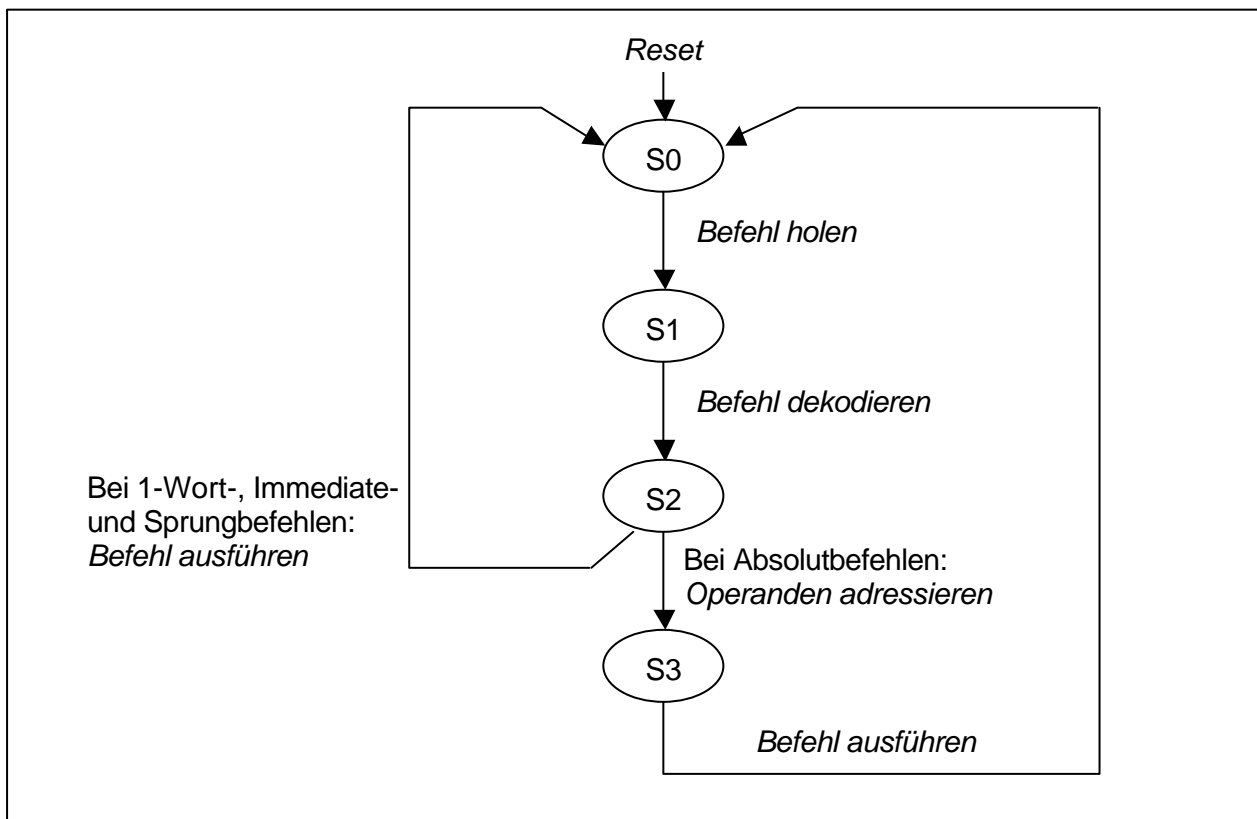 Reset
S0
Befehl holen
S1
Befehl dekodieren
S2
Bei 1-Wort-, Immediate-
und Sprungbefehlen:
Befehl ausführen
Bei Absolutbefehlen:
Operanden adressieren
S3
Befehl ausführen